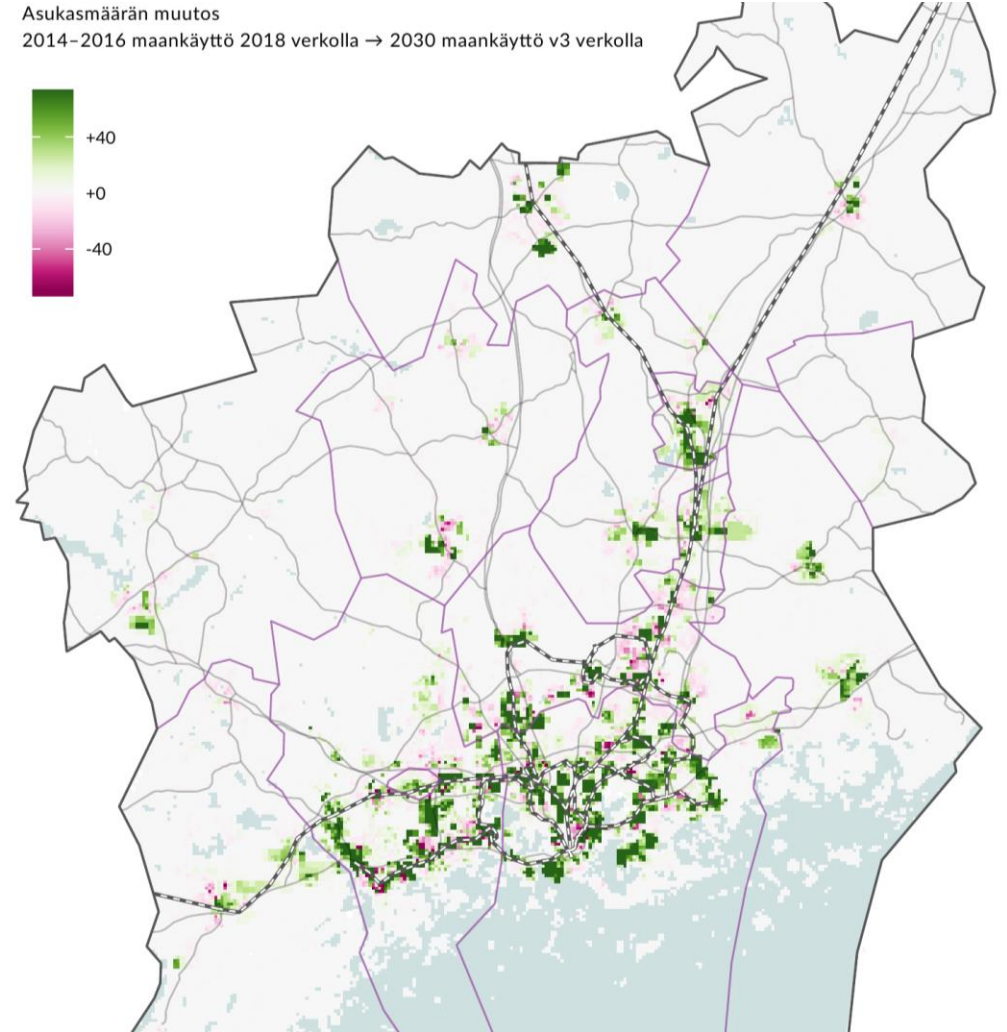 Asukasmäärän muutos
2014–2016 maankäyttö 2018 verkolla → 2030 maankäyttö v3 verkolla
+40
+0
-40